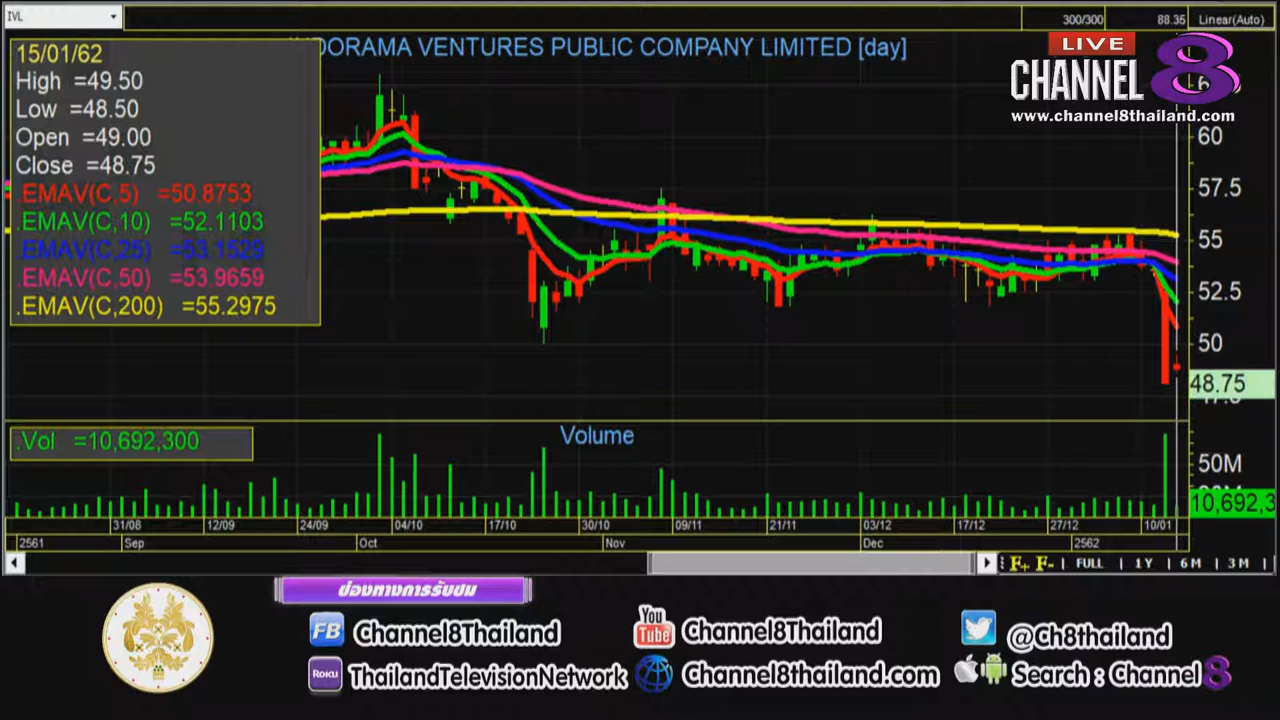 IVL
300/300
88.35
Linear(Auto)
15/01/62
High =49.50
Low =48.50
Open =49.00
Close =48.75
.EMAV(C,5) =50.8753
.EMAV(C,10) =52.1103
.EMAV(C,25) =53.1529
.EMAV(C,50) =53.9659
.EMAV(C,200) =55.2975
DORAMA VENTURES PUBLIC COMPANY LIMITED [day]
LIVE
CHANNEL 8
www.channel8thailand.com
60
57.5
55
52.5
50
48.75
.Vol =10,692,300
Volume
50M
10,692,3
31/08 12/09 24/09 04/10 17/10 30/10 09/11 21/11 03/12 17/12 27/12 10/01
2561 Sep Oct Nov Dec 2562
F+ F- FULL 1Y 6M 3M
ช่องทางการรับชม
FB Channel8Thailand
You Tube Channel8Thailand
@Ch8thailand
ROKU ThailandTelevisionNetwork
Channel8thailand.com
Search : Channel 8